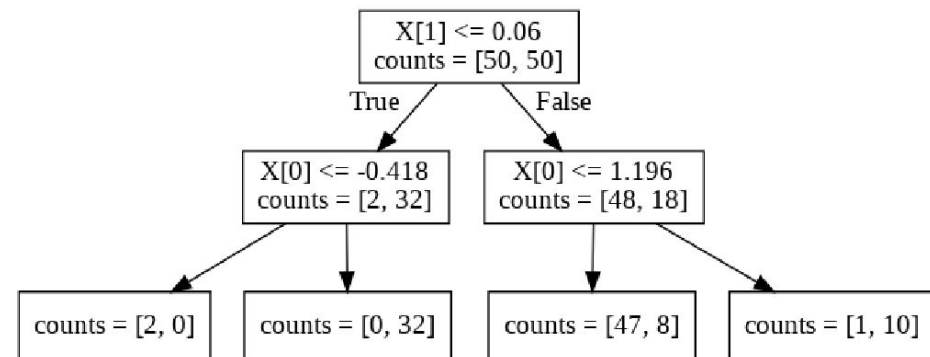 X[1] <= 0.06
counts = [50, 50]
True
False
X[0] <= -0.418
counts = [2, 32]
X[0] <= 1.196
counts = [48, 18]
counts = [2, 0]
counts = [0, 32]
counts = [47, 8]
counts = [1, 10]